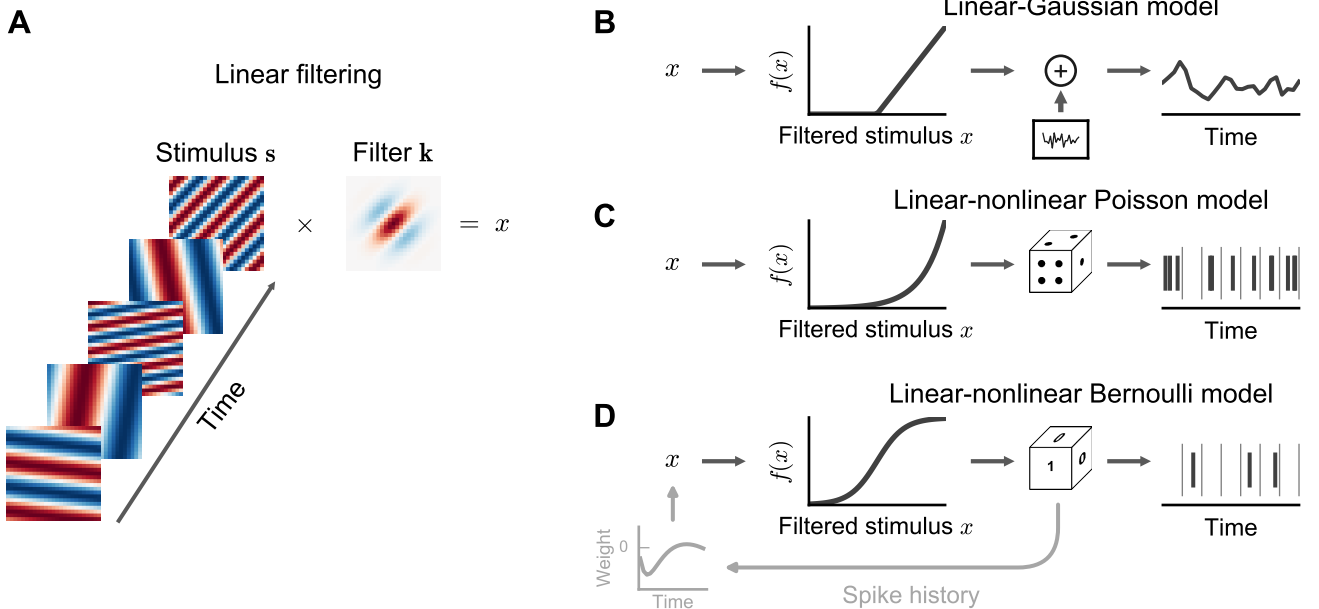 A
Linear filtering
Stimulus s
Filter k
×
= x
Time
B
Linear-Gaussian model
x
f(x)
Filtered stimulus x
+
Time
C
Linear-nonlinear Poisson model
x
f(x)
Filtered stimulus x
Time
D
Linear-nonlinear Bernoulli model
x
f(x)
Filtered stimulus x
0
1
0
Time
Weight
0
Time
Spike history